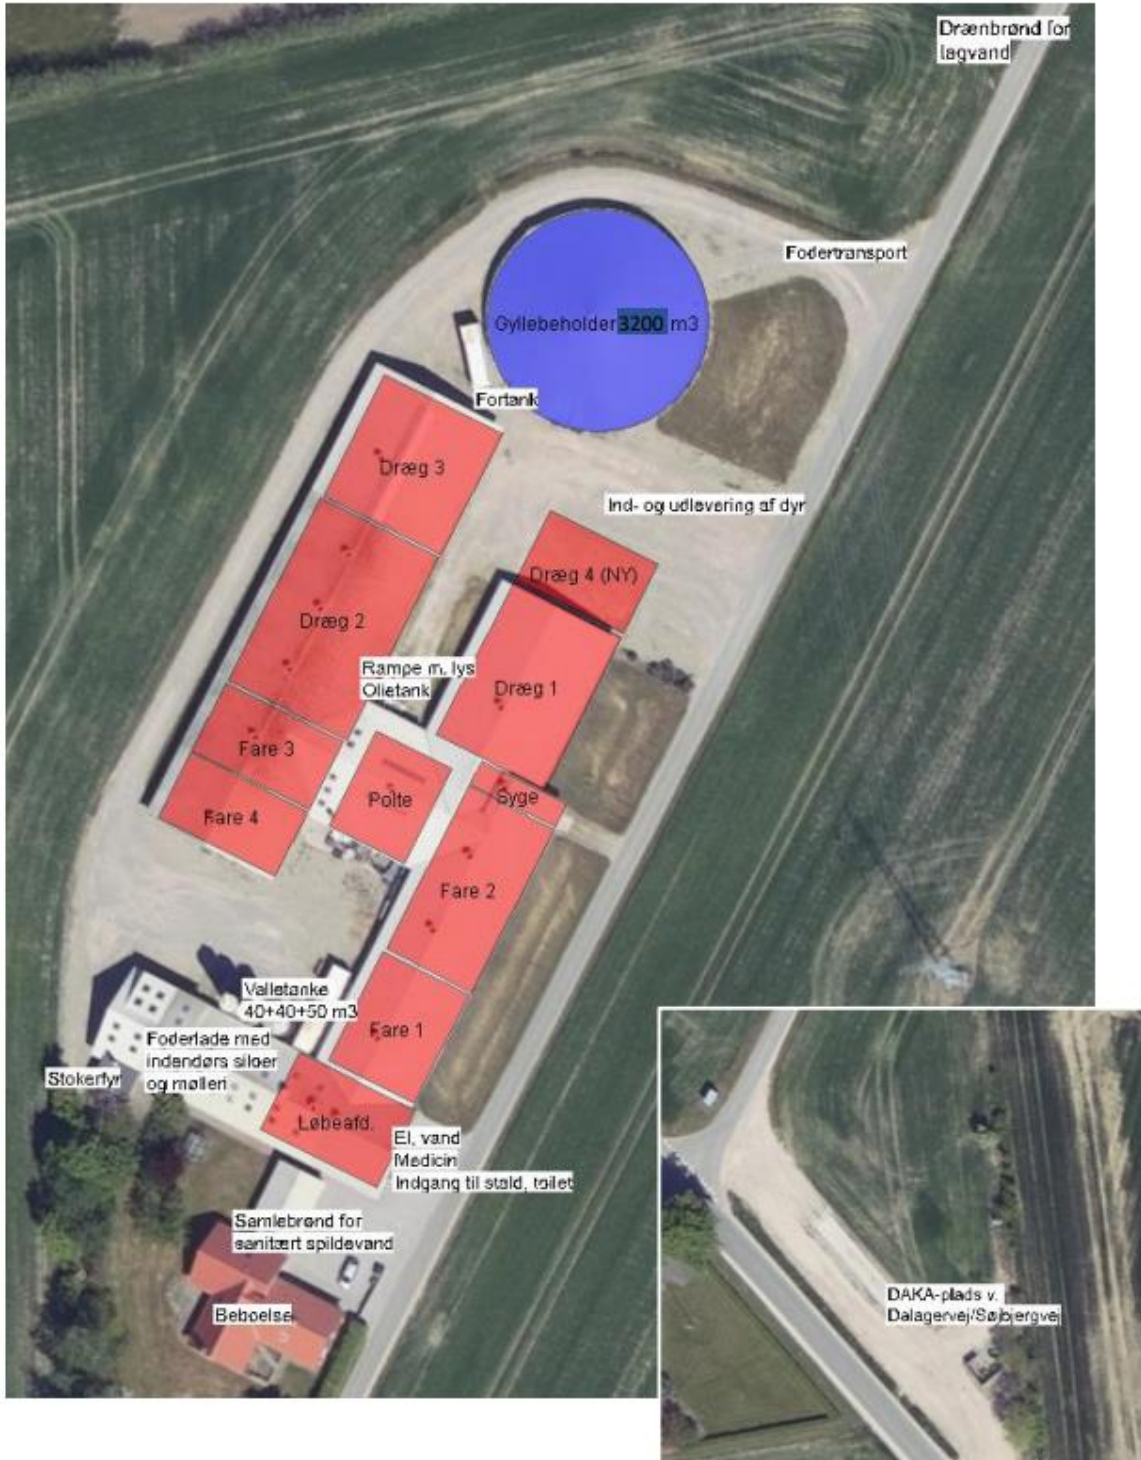 Drænbrønd for
tagvand
Fodertransport
Gyllebeholder 3200 m3
Fortank
Dræg 3
Ind- og udlevering af dyr
Dræg 4 (NY)
Dræg 2
Rampe m. lys
Olietank
Dræg 1
Fare 3
Polte
Syge
Fare 4
Fare 2
Valletanke
40+40+50 m3
Fare 1
Foderlade med
indendørs siloer
og mølleri
Stokerfyr
Løbeafd.
El, vand
Medicin
Indgang til stald, toilet
Samlebrønd for
sanitært spildevand
Beboelse
DAKA-plads v.
Dalagervej/Søbjergvej